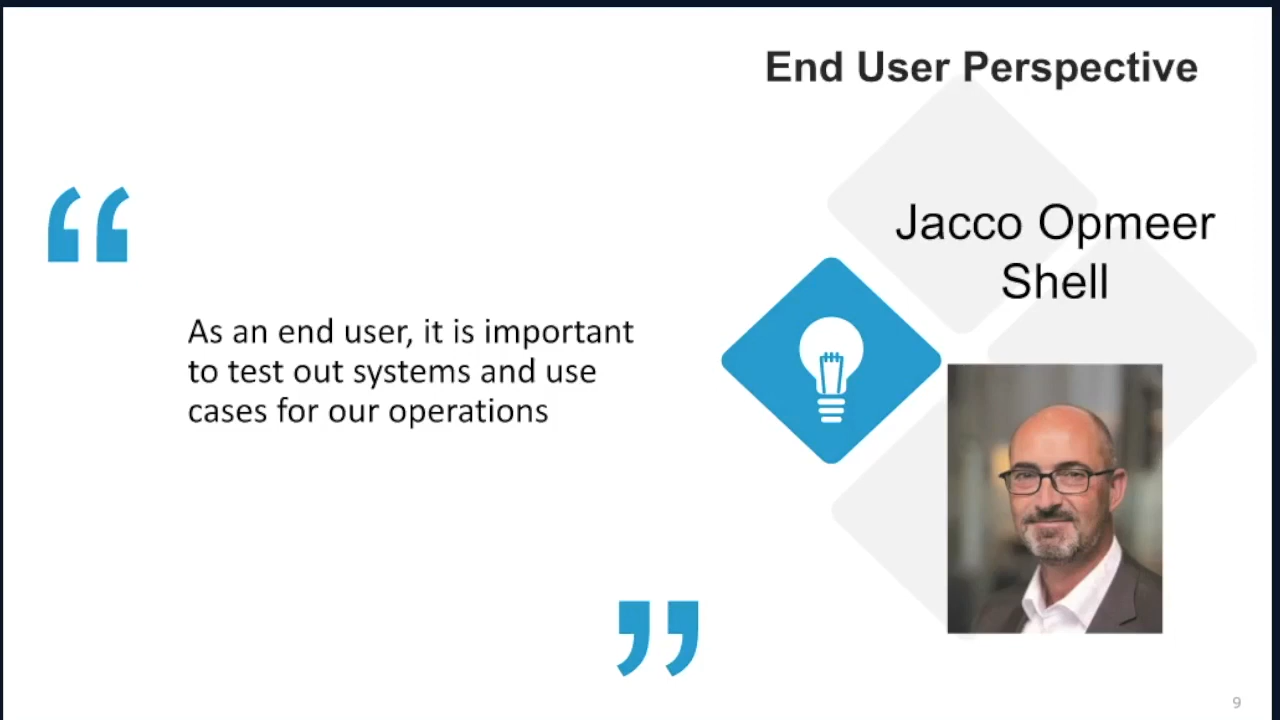 End User Perspective
“
Jacco Opmeer
Shell
As an end user, it is important
to test out systems and use
cases for our operations
”
9